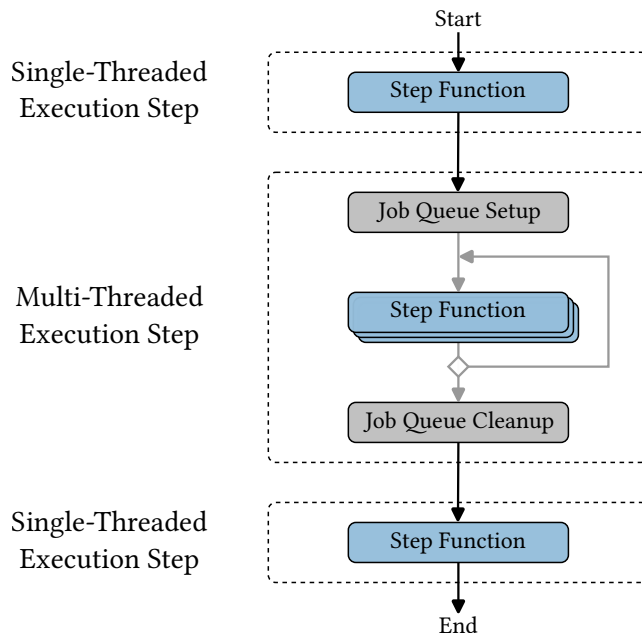 Start
Single-Threaded
Execution Step
Step Function
Job Queue Setup
Multi-Threaded
Execution Step
Step Function
Job Queue Cleanup
Single-Threaded
Execution Step
Step Function
End